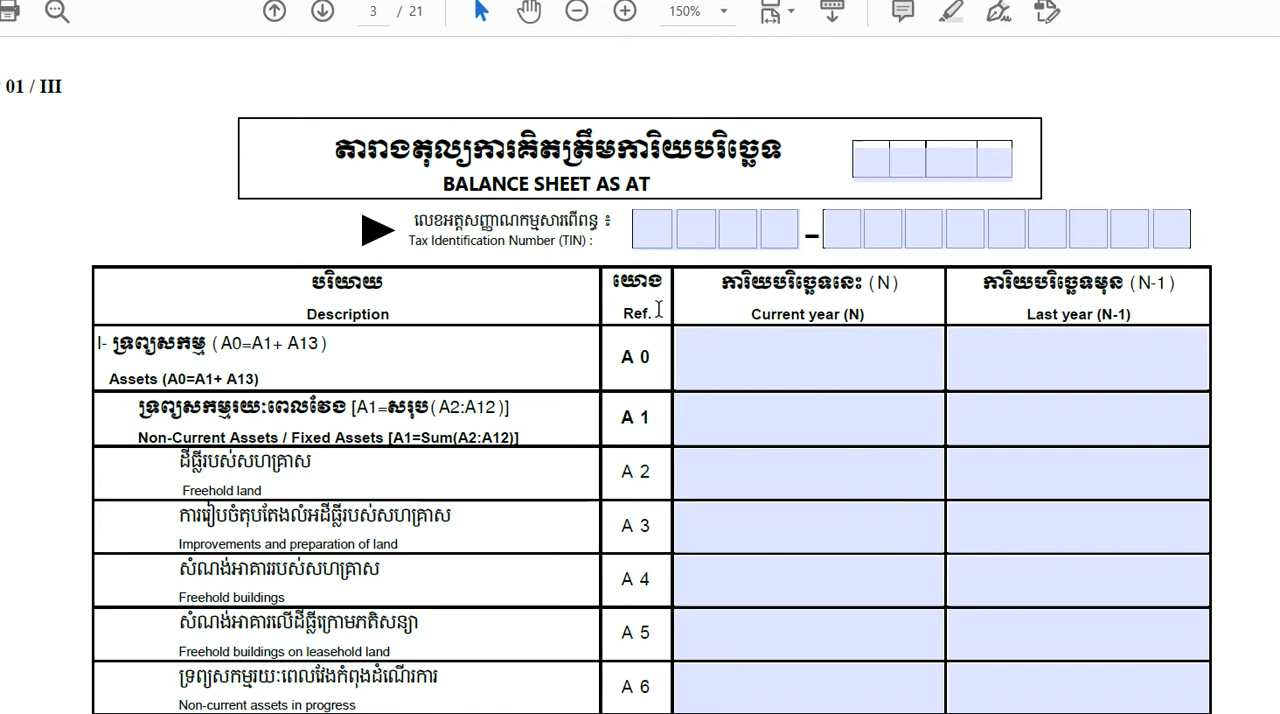 3 / 21
150%
01 / III
តារាងតុល្យការគិតត្រឹមការិយបរិច្ឆេទ
BALANCE SHEET AS AT
លេខអត្តសញ្ញាណកម្មសារពើពន្ធ ៖
Tax Identification Number (TIN) :
–
បរិយាយ
Description
យោង
Ref.
ការិយបរិច្ឆេទនេះ (N)
Current year (N)
ការិយបរិច្ឆេទមុន (N-1)
Last year (N-1)
I- ទ្រព្យសកម្ម (A0=A1+ A13)
Assets (A0=A1+ A13)
A 0
ទ្រព្យសកម្មរយៈពេលវែង [A1=សរុប(A2:A12)]
Non-Current Assets / Fixed Assets [A1=Sum(A2:A12)]
A 1
ដីធ្លីរបស់សហគ្រាស
Freehold land
A 2
ការរៀបចំតុបតែងលំអដីធ្លីរបស់សហគ្រាស
Improvements and preparation of land
A 3
សំណង់អាគាររបស់សហគ្រាស
Freehold buildings
A 4
សំណង់អាគារលើដីធ្លីក្រោមភតិសន្យា
Freehold buildings on leasehold land
A 5
ទ្រព្យសកម្មរយៈពេលវែងកំពុងដំណើរការ
Non-current assets in progress
A 6